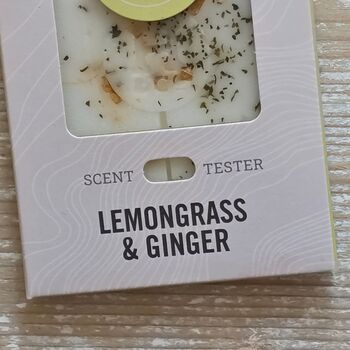 SCENT TESTER
LEMONGRASS
& GINGER